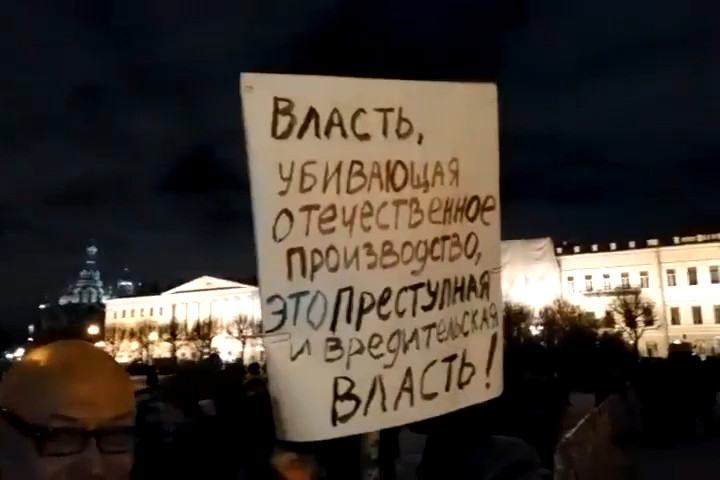 Власть,
убивающая
отечественное
производство,
это преступная
и вредительская
власть!